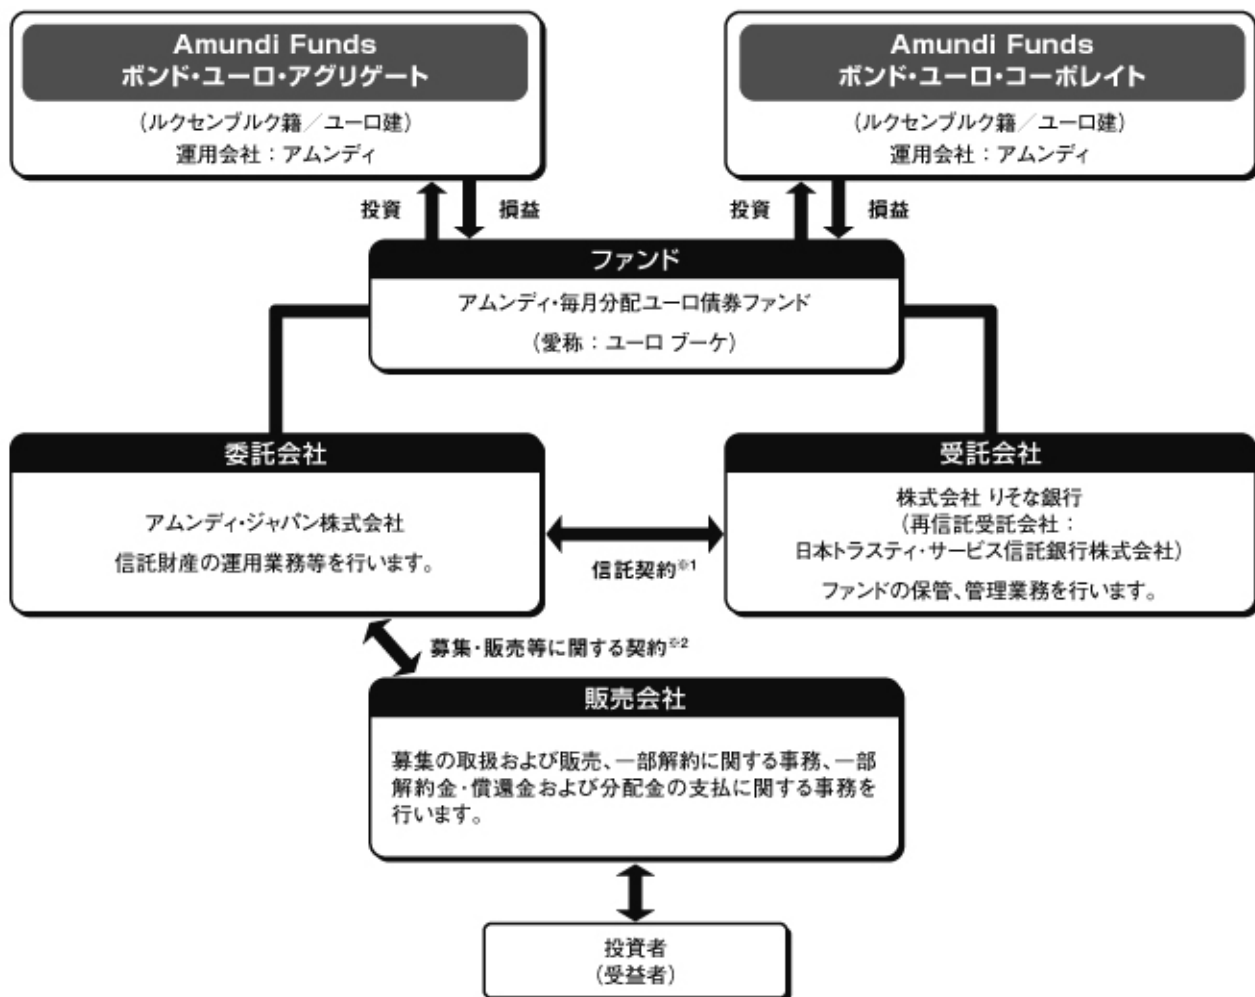 Amundi Funds
ボンド・ユーロ・アグリゲート
（ルクセンブルク籍／ユーロ建）
運用会社：アムンディ
Amundi Funds
ボンド・ユーロ・コーポレイト
（ルクセンブルク籍／ユーロ建）
運用会社：アムンディ
投資
損益
投資
損益
ファンド
アムンディ・毎月分配ユーロ債券ファンド
（愛称：ユーロ ブーケ）
委託会社
アムンディ・ジャパン株式会社
信託財産の運用業務等を行います。
信託契約※1
受託会社
株式会社 りそな銀行
（再信託受託会社：
日本トラスティ・サービス信託銀行株式会社）
ファンドの保管、管理業務を行います。
募集・販売等に関する契約※2
販売会社
募集の取扱および販売、一部解約に関する事務、一部
解約金・償還金および分配金の支払に関する事務を
行います。
投資者
（受益者）